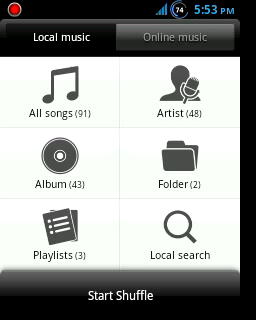 74 5:53 PM
Local music Online music
All songs (91) Artist (48)
Album (43) Folder (2)
Playlists (3) Local search
Start Shuffle